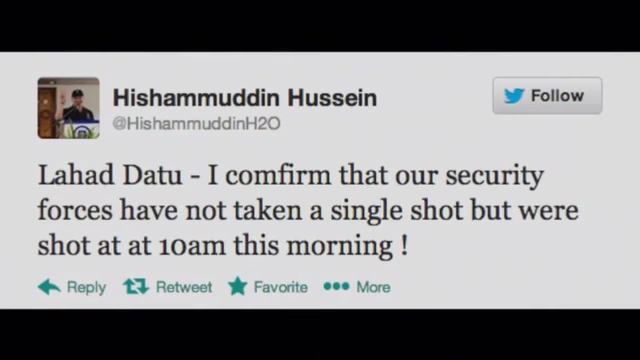 Hishammuddin Hussein
Follow
@HishammuddinH2O
Lahad Datu - I comfirm that our security
forces have not taken a single shot but were
shot at at 10am this morning !
Reply Retweet Favorite More